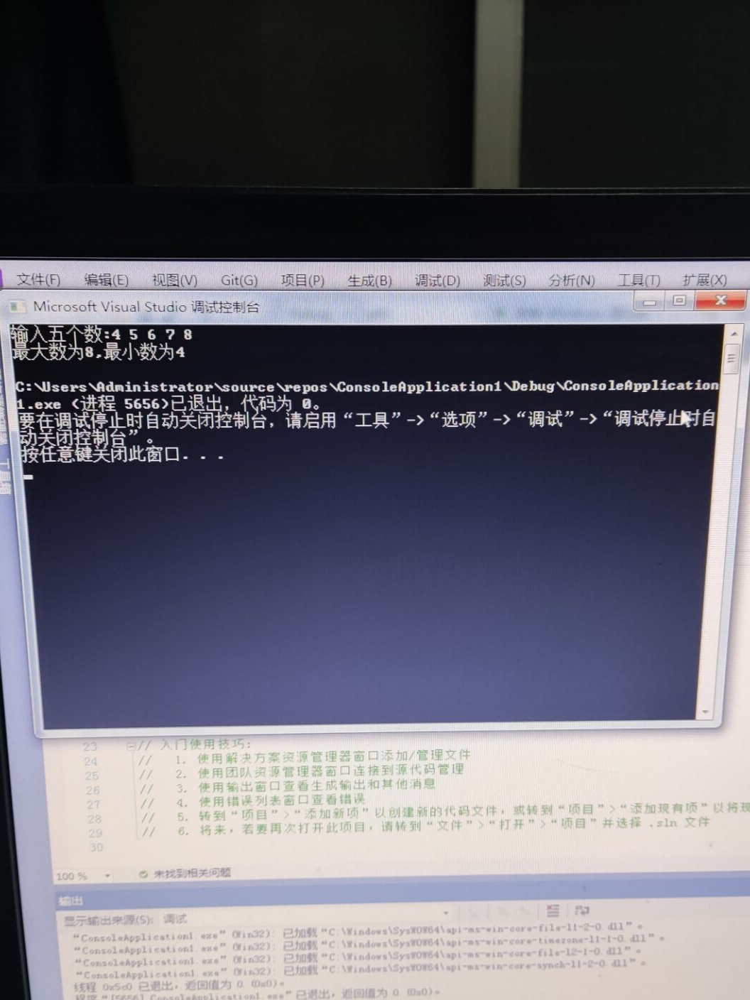 文件(F) 编辑(E) 视图(V) Git(G) 项目(P) 生成(B) 调试(D) 测试(S) 分析(N) 工具(T) 扩展(X)
Microsoft Visual Studio 调试控制台
输入五个数:4 5 6 7 8
最大数为8,最小数为4
C:\Users\Administrator\source\repos\ConsoleApplication1\Debug\ConsoleApplication
1.exe (进程 5656)已退出，代码为 0。
要在调试停止时自动关闭控制台，请启用“工具”->“选项”->“调试”->“调试停止时自
动关闭控制台”。
按任意键关闭此窗口. . .
工具箱
23 // 入门使用技巧:
24 // 1. 使用解决方案资源管理器窗口添加/管理文件
25 // 2. 使用团队资源管理器窗口连接到源代码管理
26 // 3. 使用输出窗口查看生成输出和其他消息
27 // 4. 使用错误列表窗口查看错误
28 // 5. 转到“项目”>“添加新项”以创建新的代码文件，或转到“项目”>“添加现有项”以将现
29 // 6. 将来，若要再次打开此项目，请转到“文件”>“打开”>“项目”并选择 .sln 文件
30
100 % 未找到相关问题
输出
显示输出来源(S): 调试
“ConsoleApplication1.exe” (Win32): 已加载“C:\Windows\SysWOW64\api-ms-win-core-file-l1-2-0.dll”。
“ConsoleApplication1.exe” (Win32): 已加载“C:\Windows\SysWOW64\api-ms-win-core-timezone-l1-1-0.dll”。
“ConsoleApplication1.exe” (Win32): 已加载“C:\Windows\SysWOW64\api-ms-win-core-file-l2-1-0.dll”。
“ConsoleApplication1.exe” (Win32): 已加载“C:\Windows\SysWOW64\api-ms-win-core-synch-l1-2-0.dll”。
线程 0x5c0 已退出，返回值为 0 (0x0)。
程序“[5656] ConsoleApplication1.exe”已退出，返回值为 0 (0x0)。